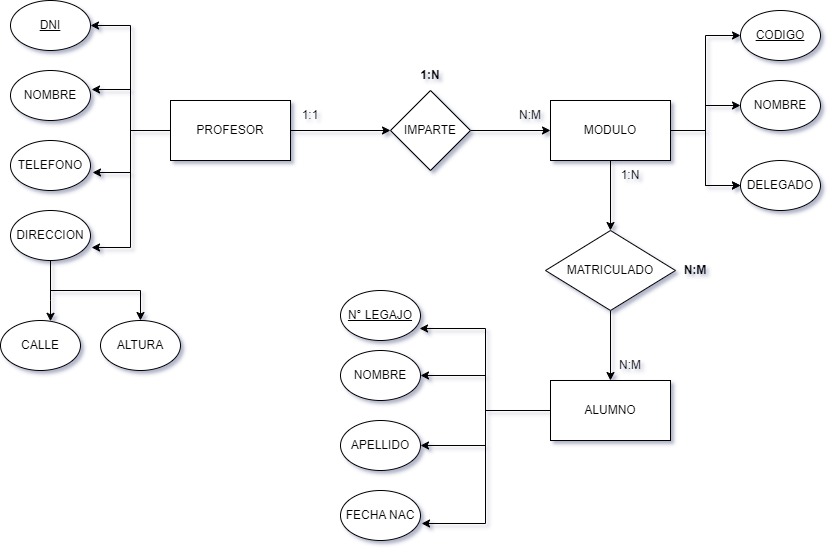 DNI
NOMBRE
TELEFONO
DIRECCION
CALLE
ALTURA
PROFESOR
1:1
1:N
IMPARTE
N:M
MODULO
CODIGO
NOMBRE
DELEGADO
1:N
MATRICULADO
N:M
N:M
ALUMNO
N° LEGAJO
NOMBRE
APELLIDO
FECHA NAC